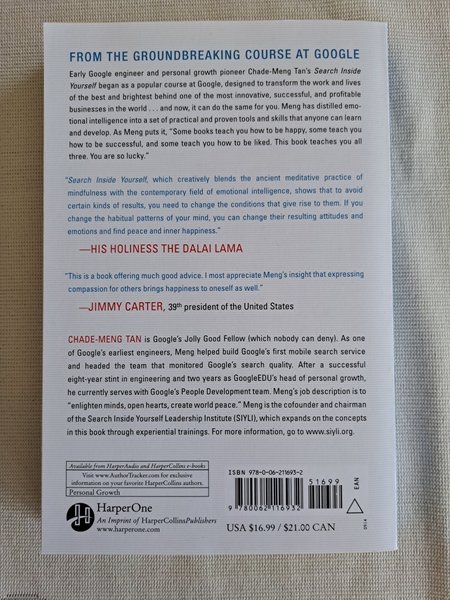 FROM THE GROUNDBREAKING COURSE AT GOOGLE
Early Google engineer and personal growth pioneer Chade-Meng Tan's Search Inside
Yourself began as a popular course at Google, designed to transform the work and lives
of the best and brightest behind one of the most innovative, successful, and profitable
businesses in the world . . . and now, it can do the same for you. Meng has distilled emo-
tional intelligence into a set of practical and proven tools and skills that anyone can learn
and develop. As Meng puts it, "Some books teach you how to be happy, some teach you
how to be successful, and some teach you how to be liked. This book teaches you all
three. You are so lucky."
"Search Inside Yourself, which creatively blends the ancient meditative practice of
mindfulness with the contemporary field of emotional intelligence, shows that to avoid
certain kinds of results, you need to change the conditions that give rise to them. If you
change the habitual patterns of your mind, you can change their resulting attitudes and
emotions and find peace and inner happiness."
—HIS HOLINESS THE DALAI LAMA
"This is a book offering much good advice. I most appreciate Meng's insight that expressing
compassion for others brings happiness to oneself as well."
—JIMMY CARTER, 39th president of the United States
CHADE-MENG TAN is Google's Jolly Good Fellow (which nobody can deny). As one
of Google's earliest engineers, Meng helped build Google's first mobile search service
and headed the team that monitored Google's search quality. After a successful
eight-year stint in engineering and two years as GoogleEDU's head of personal growth,
he currently serves with Google's People Development team. Meng's job description is to
"enlighten minds, open hearts, create world peace." Meng is the cofounder and chairman
of the Search Inside Yourself Leadership Institute (SIYLI), which expands on the concepts
in this book through experiential trainings. For more information, go to www.siyli.org.
Available from HarperAudio and HarperCollins e-books
Visit www.AuthorTracker.com for exclusive
information on your favorite HarperCollins authors.
Personal Growth
HarperOne
An Imprint of HarperCollinsPublishers
www.harperone.com
ISBN 978-0-06-211693-2
51699
9 780062 116932
EAN
USA $16.99 / $21.00 CAN
0514